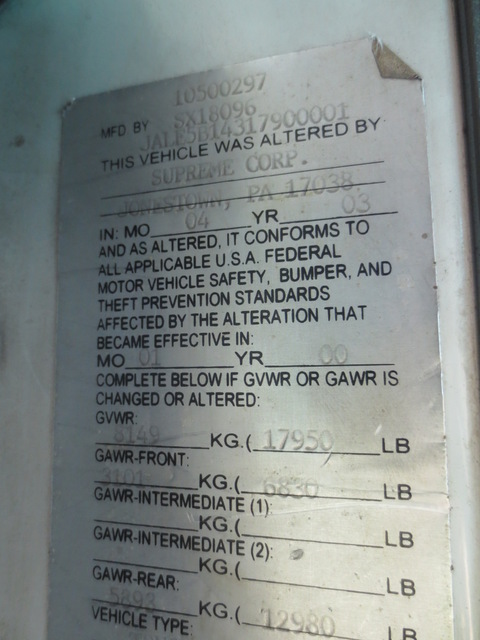 10500297
MFD BY SX18096
JALE5B14317900001
THIS VEHICLE WAS ALTERED BY
SUPREME CORP.
JONESTOWN, PA 17038
IN: MO 04 YR 03
AND AS ALTERED, IT CONFORMS TO
ALL APPLICABLE U.S.A. FEDERAL
MOTOR VEHICLE SAFETY, BUMPER, AND
THEFT PREVENTION STANDARDS
AFFECTED BY THE ALTERATION THAT
BECAME EFFECTIVE IN:
MO 01 YR 00
COMPLETE BELOW IF GVWR OR GAWR IS
CHANGED OR ALTERED:
GVWR:
8149 KG.( 17950 LB
GAWR-FRONT:
3101 KG.( 6830 LB
GAWR-INTERMEDIATE (1):
KG.( LB
GAWR-INTERMEDIATE (2):
KG.( LB
GAWR-REAR:
5893 KG.( 12980 LB
VEHICLE TYPE: